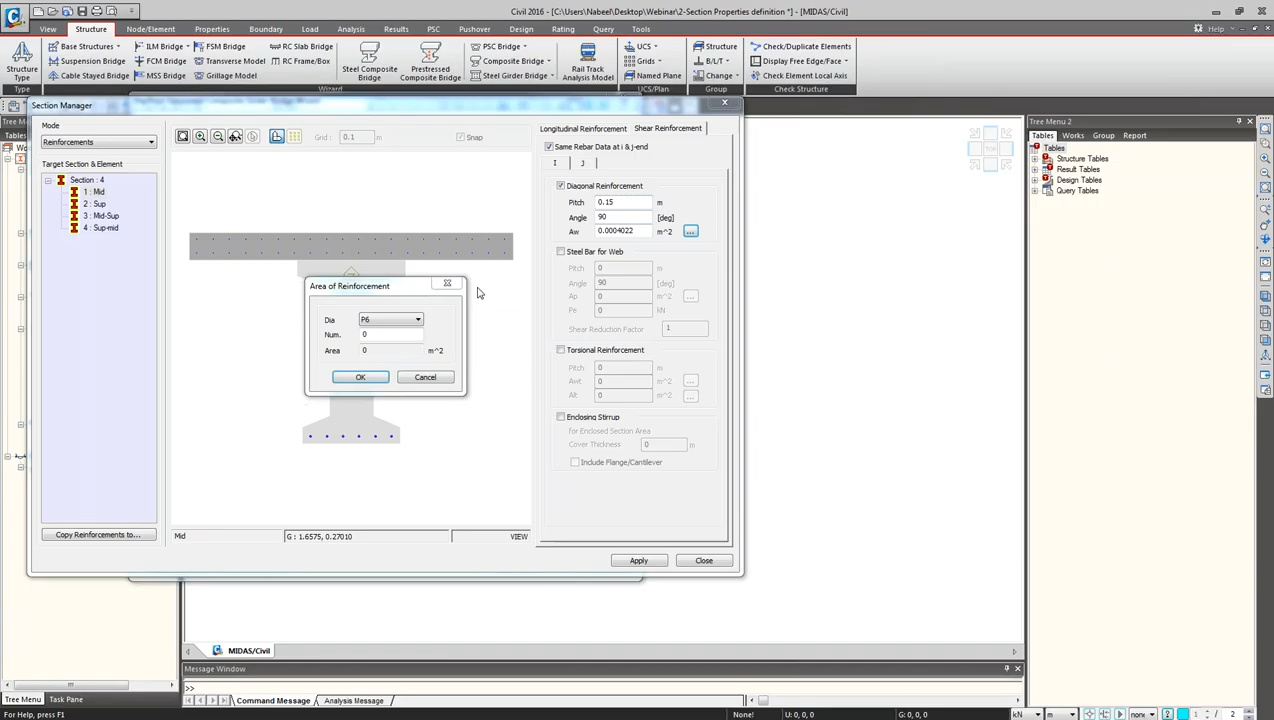 Civil 2016 - [C:\Users\Nabeel\Desktop\Webinar\2-Section Properties definition *] - [MIDAS/Civil]
View Structure Node/Element Properties Boundary Load Analysis Results PSC Pushover Design Rating Query Tools Help
Structure Type
Base Structures
Suspension Bridge
Cable Stayed Bridge
ILM Bridge
FCM Bridge
MSS Bridge
FSM Bridge
Transverse Model
Grillage Model
RC Slab Bridge
RC Frame/Box
Steel Composite Bridge
Prestressed Composite Bridge
PSC Bridge
Composite Bridge
Steel Girder Bridge
Rail Track Analysis Model
UCS
Grids
Named Plane
Structure
B/L/T
Change
Check/Duplicate Elements
Display Free Edge/Face
Check Element Local Axis
Type Wizard UCS/Plan Group Check Structure
Section Manager
Mode
Reinforcements
Target Section & Element
Section : 4
1 : Mid
2 : Sup
3 : Mid-Sup
4 : Sup-mid
Copy Reinforcements to...
Grid : 0.1 m
Snap
Mid
G : 1.6575, 0.27010
VIEW
Area of Reinforcement
Dia P6
Num. 0
Area 0 m^2
OK Cancel
Longitudinal Reinforcement Shear Reinforcement
Same Rebar Data at i & j-end
I J
Diagonal Reinforcement
Pitch 0.15 m
Angle 90 [deg]
Aw 0.0004022 m^2 ...
Steel Bar for Web
Pitch 0 m
Angle 90 [deg]
Ap 0 m^2 ...
Pe 0 kN
Shear Reduction Factor 1
Torsional Reinforcement
Pitch 0 m
Awt 0 m^2 ...
Alt 0 m^2 ...
Enclosing Stirrup
for Enclosed Section Area
Cover Thickness 0 m
Include Flange/Cantilever
Apply Close
TOP
Tree Menu 2
Tables Works Group Report
Tables
Structure Tables
Result Tables
Design Tables
Query Tables
MIDAS/Civil
Message Window
>>
Command Message Analysis Message
Tree Menu Task Pane
For Help, press F1
None!
U: 0, 0, 0
G: 0, 0, 0
kN
m
none
/ 2